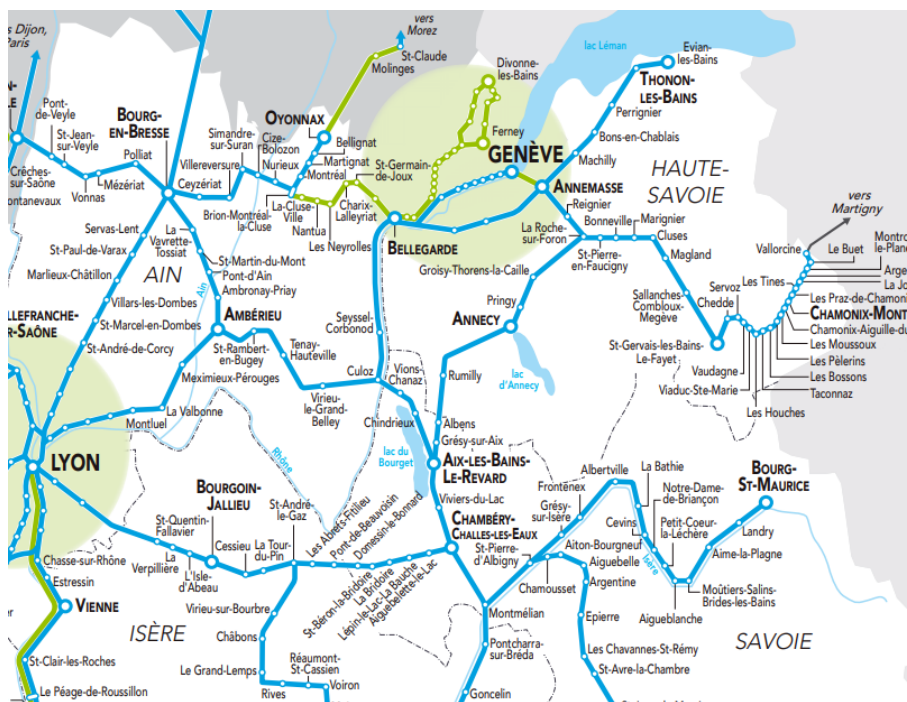 s Dijon,
Paris
vers
Morez
St-Claude
Molinges
lac Léman
Evian-
les-Bains
Divonne-
les-Bains
THONON-
LES-BAINS
Pont-
de-Veyle
BOURG-
EN-BRESSE
Simandre-
sur-Suran
OYONNAX
Cize-
Bolozon
Perrignier
St-Jean-
sur-Veyle
Polliat
Villereversure
Nurieux
Bellignat
Martignat
Montréal
Ferney
Bons-en-Chablais
St-Germain-
de-Joux
GENÈVE
Machilly
HAUTE-
SAVOIE
Crêches-
sur-Saône
ontanevaux
Vonnas
Mézériat
Ceyzériat
ANNEMASSE
La-Cluse-
Ville
Charix-
Lalleyriat
Brion-Montréal-
la-Cluse
Nantua
Les Neyrolles
BELLEGARDE
Reignier
vers
Martigny
Servas-Lent
La
Vavrette-
Tossiat
La Roche-
sur-Foron
Bonneville
Marignier
Cluses
St-Paul-de-Varax
St-Martin-du-Mont
St-Pierre-
en-Faucigny
Magland
Vallorcine
Le Buet
Montro
le-Plane
AIN
Pont-d'Ain
Groisy-Thorens-la-Caille
Marlieux-Châtillon
Ambronay-Priay
Ain
Arge
La Jo
Les Tines
Servoz
Chedde
Les Praz-de-Chamoni
Sallanches-
Combloux-
Megève
Pringy
Villars-les-Dombes
CHAMONIX-MONT
LLEFRANCHE-
UR-SAÔNE
AMBÉRIEU
Seyssel-
Corbonod
ANNECY
St-Marcel-en-Dombes
Chamonix-Aiguille-du
Les Moussoux
St-André-de-Corcy
St-Rambert-
en-Bugey
Tenay-
Hauteville
St-Gervais-les-Bains-
Le-Fayet
Les Pèlerins
Vaudagne
Les Bossons
Meximieux-Pérouges
Culoz
Vions-
Chanaz
Rumilly
lac
d'Annecy
Viaduc-Ste-Marie
Taconnaz
Virieu-
le-Grand-
Belley
La Valbonne
Montluel
Les Houches
Chindrieux
Albens
Rhône
Grésy-sur-Aix
lac du
Bourget
LYON
AIX-LES-BAINS-
LE-REVARD
Albertville
La Bathie
BOURG-
ST-MAURICE
BOURGOIN-
JALLIEU
St-André-
le-Gaz
Les Abrets-Fitilieu
Pont-de-Beauvoisin
Domessin-le-Bonnard
Viviers-du-Lac
Frontenex
Notre-Dame-
de-Briançon
St-Quentin-
Fallavier
CHAMBÉRY-
CHALLES-LES-EAUX
Grésy-
sur-Isère
Cevins
Petit-Coeur-
la-Léchère
Landry
Cessieu
La Tour-
du-Pin
St-Pierre-
d'Albigny
Aiton-Bourgneuf
Aime-la-Plagne
Chasse-sur-Rhône
La
Verpillière
L'Isle-
d'Abeau
Aiguebelle
Isère
Estressin
Chamousset
Argentine
Moûtiers-Salins-
Brides-les-Bains
St-Béron-la-Bridoire
La Bridoire
Lépin-le-Lac-La Bauche
Aiguebelette-le-Lac
VIENNE
Virieu-sur-Bourbre
Montmélian
Epierre
Aiguebl­anche
ISÈRE
Châbons
Pontcharra-
sur-Bréda
SAVOIE
Les Chavannes-St-Rémy
St-Clair-les-Roches
Le Grand-Lemps
Réaumont-
St-Cassien
St-Avre-la-Chambre
Le Péage-de-Roussillon
Rives
Voiron
Goncelin